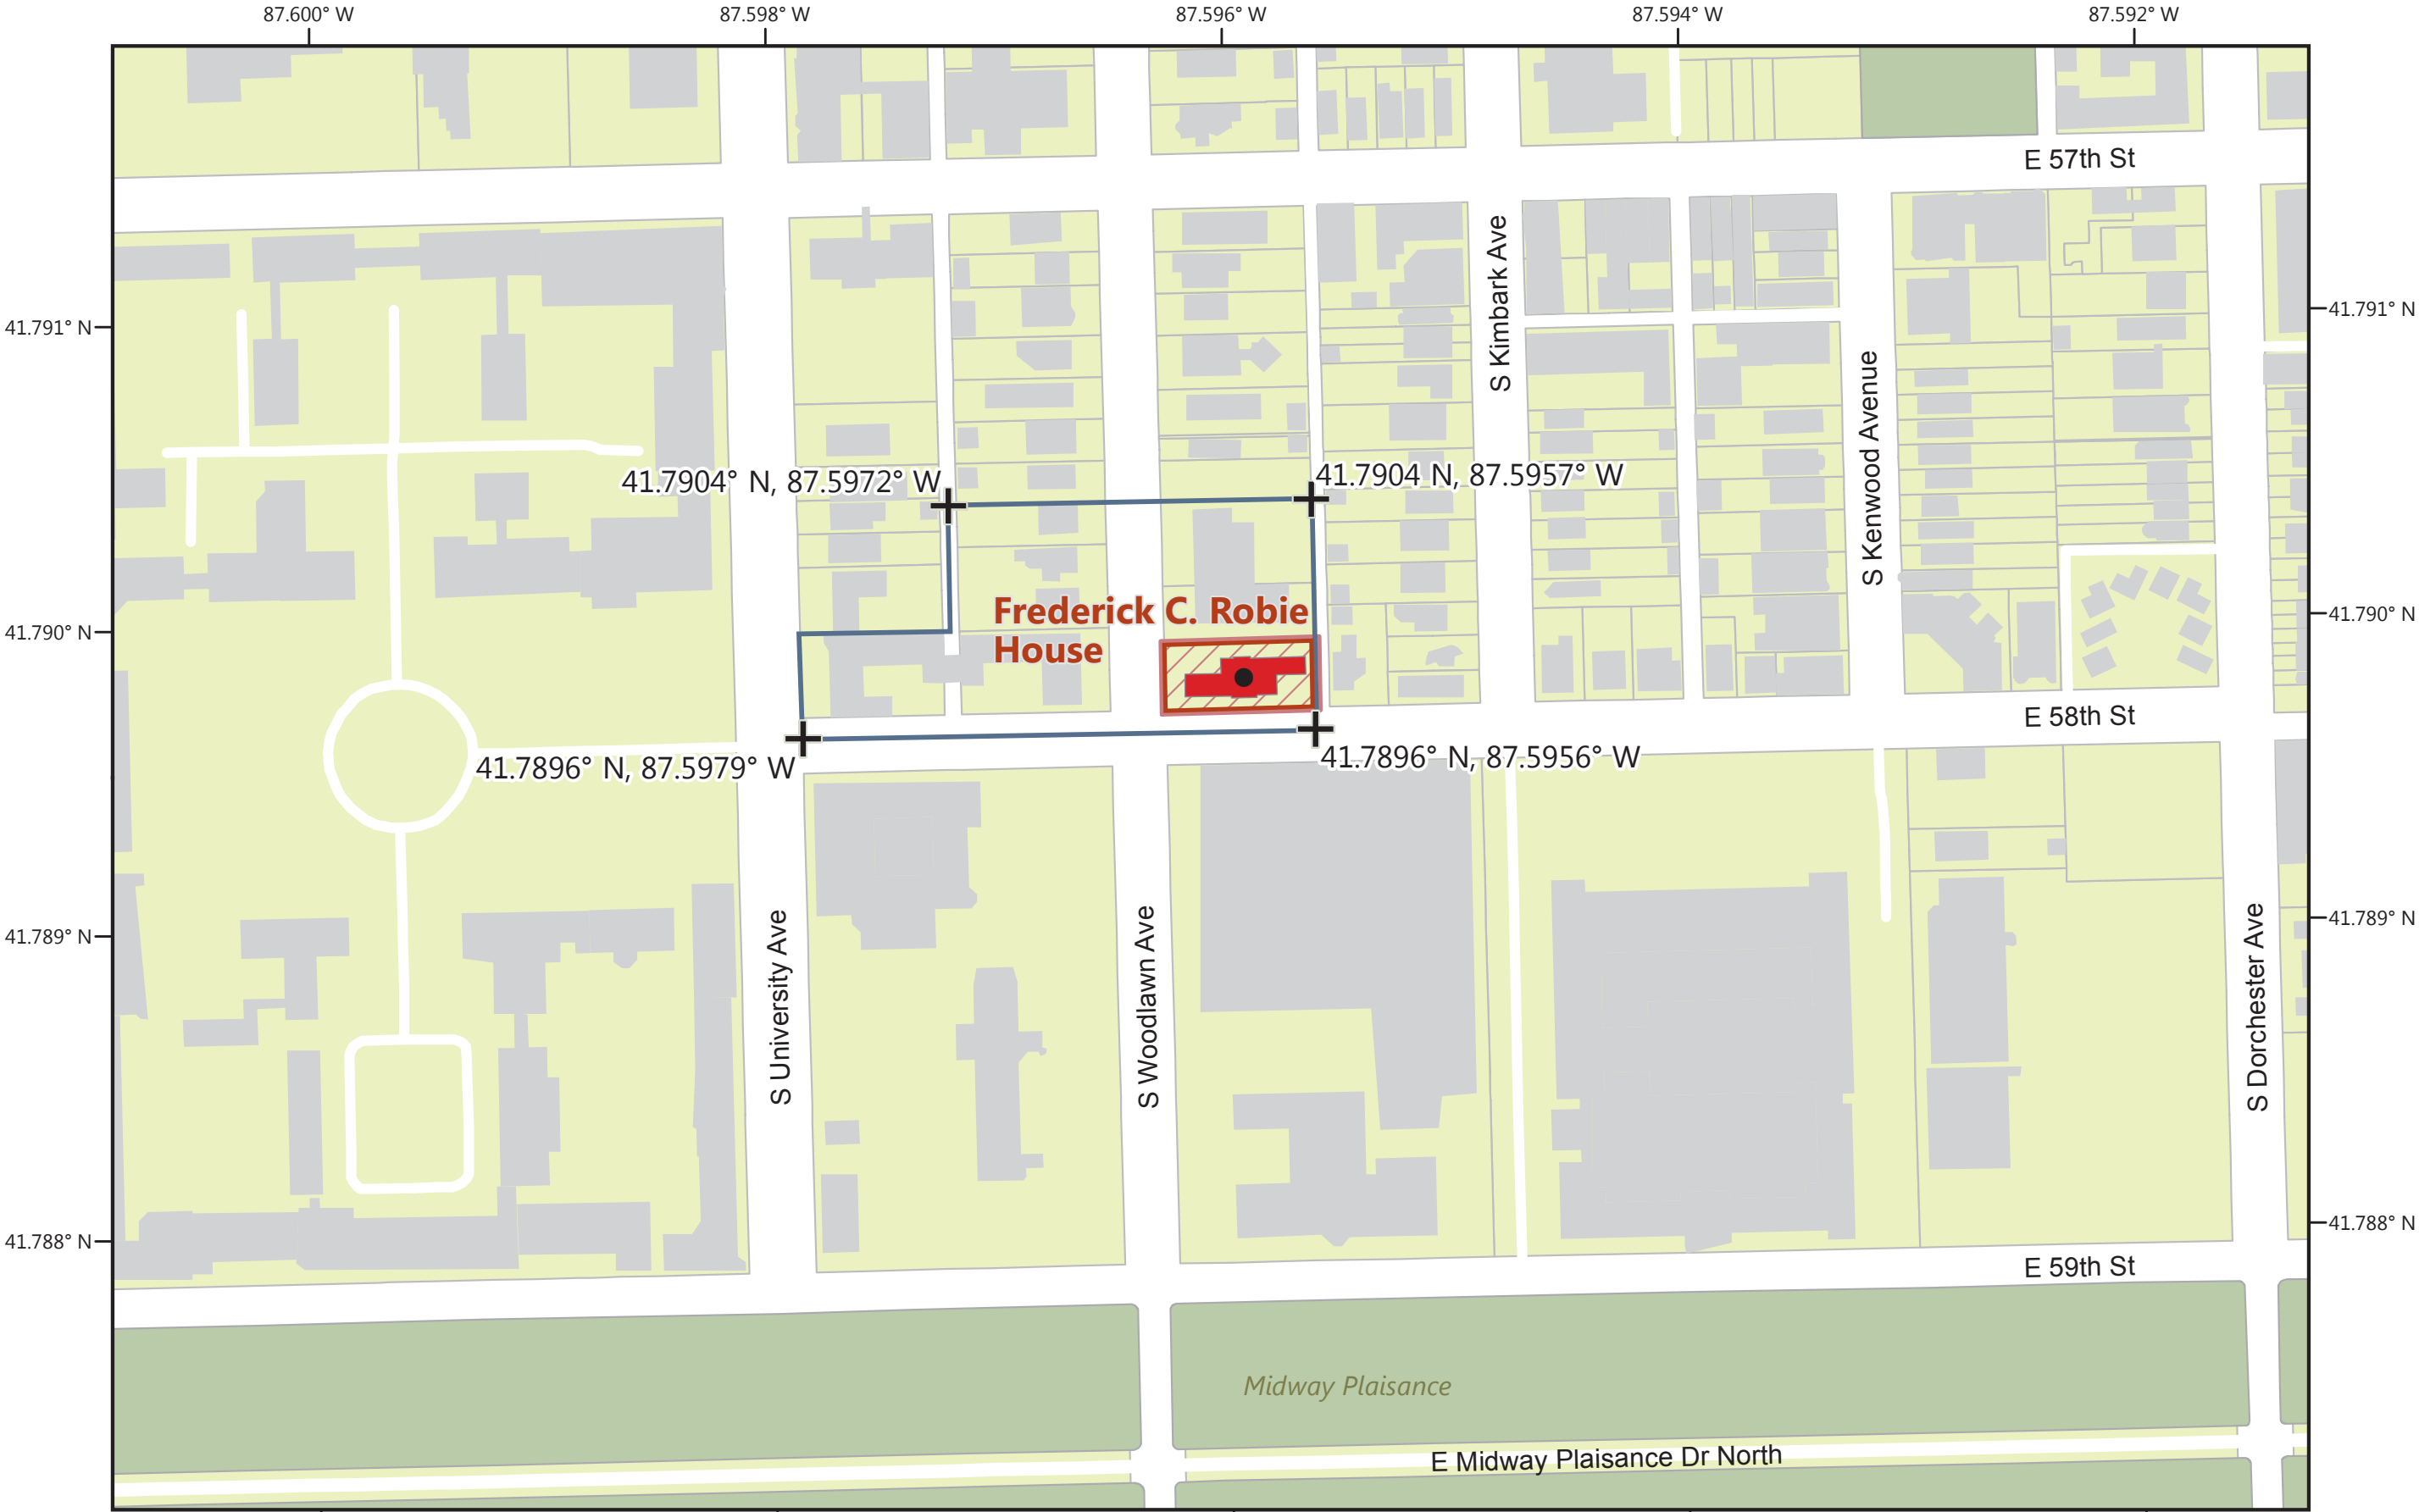 87.600° W
87.598° W
87.596° W
87.594° W
87.592° W
E 57th St
S Kimbark Ave
41.791° N
41.791° N
S Kenwood Avenue
41.7904° N, 87.5972° W
41.7904 N, 87.5957° W
41.790° N
Frederick C. Robie
House
41.790° N
E 58th St
41.7896° N, 87.5979° W
41.7896° N, 87.5956° W
41.789° N
41.789° N
S University Ave
S Woodlawn Ave
S Dorchester Ave
41.788° N
41.788° N
E 59th St
Midway Plaisance
E Midway Plaisance Dr North